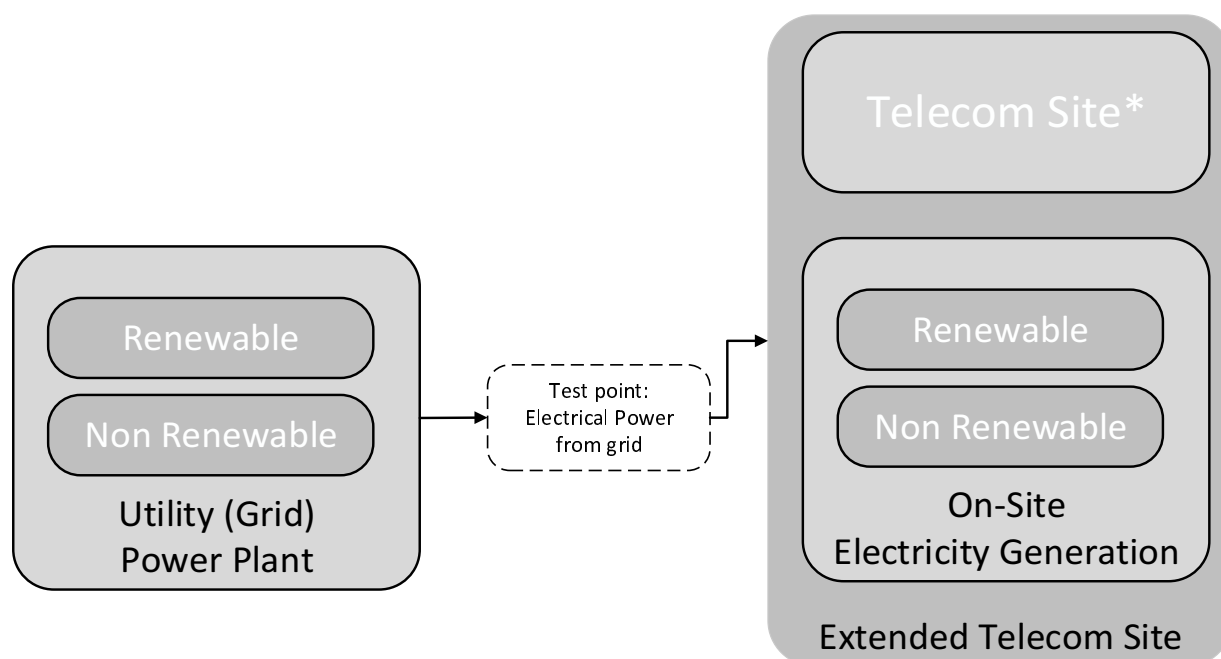 Renewable
Non Renewable
Utility (Grid)
Power Plant
Test point:
Electrical Power
from grid
Telecom Site*
Renewable
Non Renewable
On-Site
Electricity Generation
Extended Telecom Site